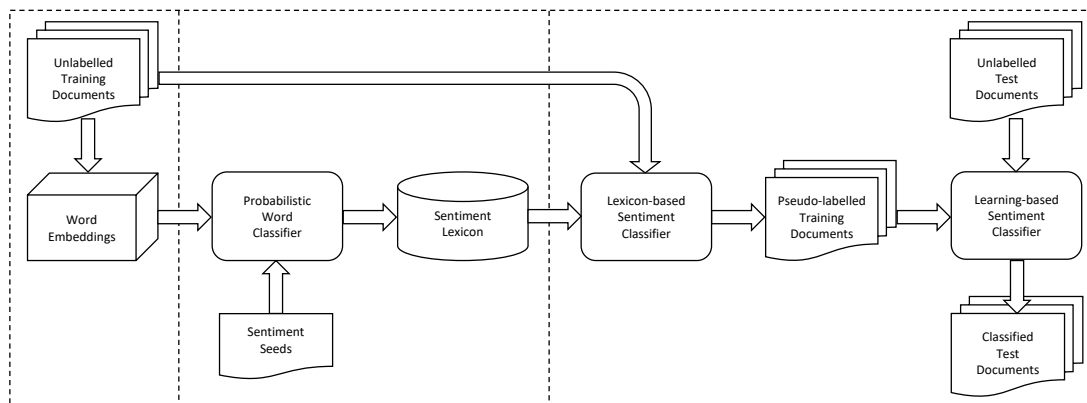 Unlabelled
Training
Documents
Unlabelled
Test
Documents
Word
Embeddings
Probabilistic
Word
Classifier
Sentiment
Lexicon
Lexicon-based
Sentiment
Classifier
Pseudo-labelled
Training
Documents
Learning-based
Sentiment
Classifier
Sentiment
Seeds
Classified
Test
Documents